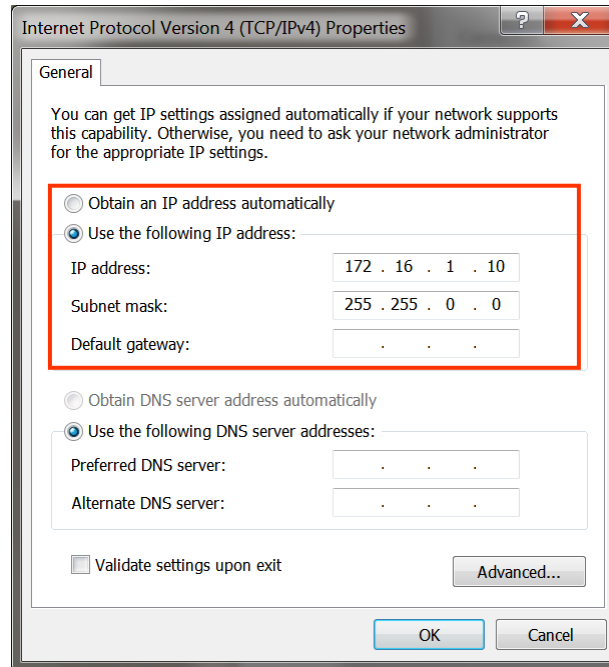 Internet Protocol Version 4 (TCP/IPv4) Properties
?
X
General
You can get IP settings assigned automatically if your network supports
this capability. Otherwise, you need to ask your network administrator
for the appropriate IP settings.
Obtain an IP address automatically
Use the following IP address:
IP address: 172 . 16 . 1 . 10
Subnet mask: 255 . 255 . 0 . 0
Default gateway: . . .
Obtain DNS server address automatically
Use the following DNS server addresses:
Preferred DNS server: . . .
Alternate DNS server: . . .
Validate settings upon exit
Advanced...
OK Cancel